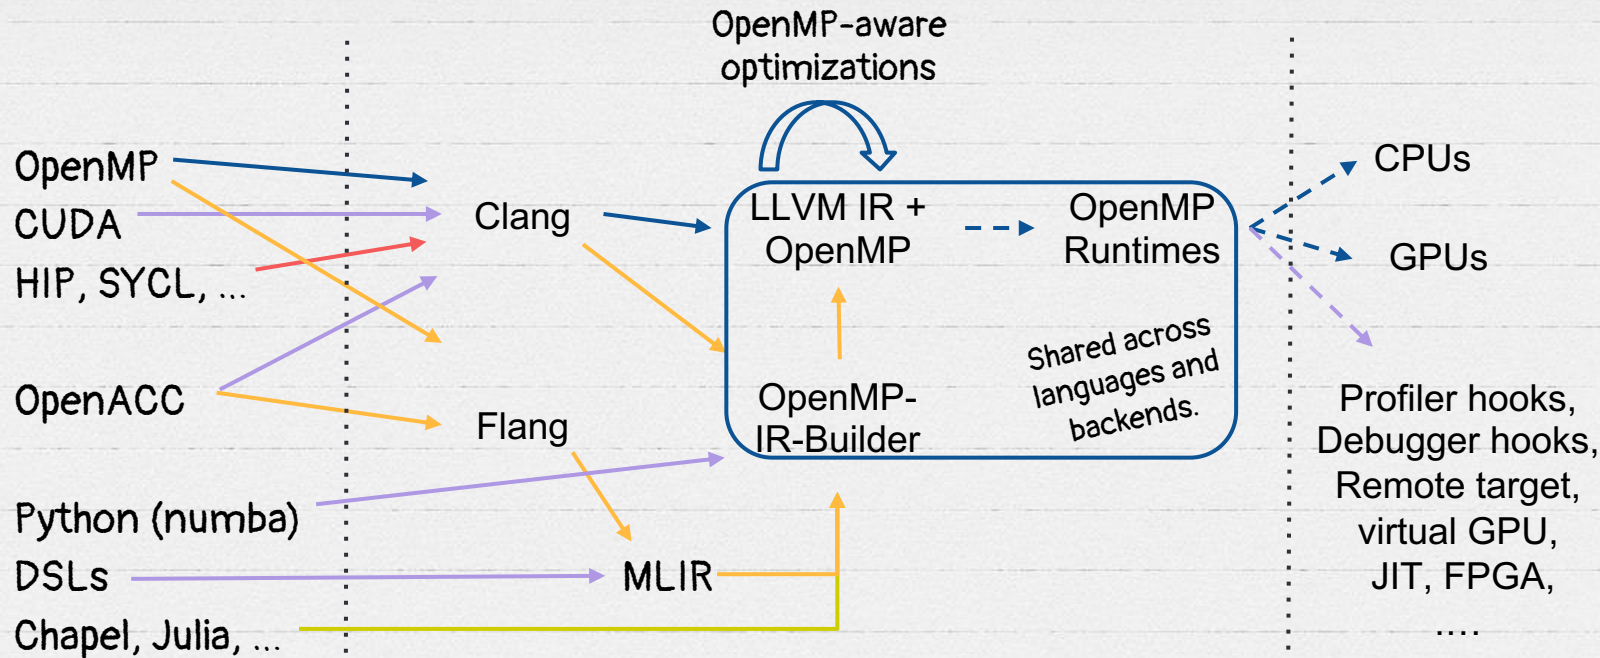 OpenMP-aware
optimizations
OpenMP
CUDA
HIP, SYCL, ...
OpenACC
Python (numba)
DSLs
Chapel, Julia, ...
Clang
Flang
MLIR
LLVM IR +
OpenMP
OpenMP
Runtimes
OpenMP-
IR-Builder
Shared across
languages and
backends.
CPUs
GPUs
Profiler hooks,
Debugger hooks,
Remote target,
virtual GPU,
JIT, FPGA,
....